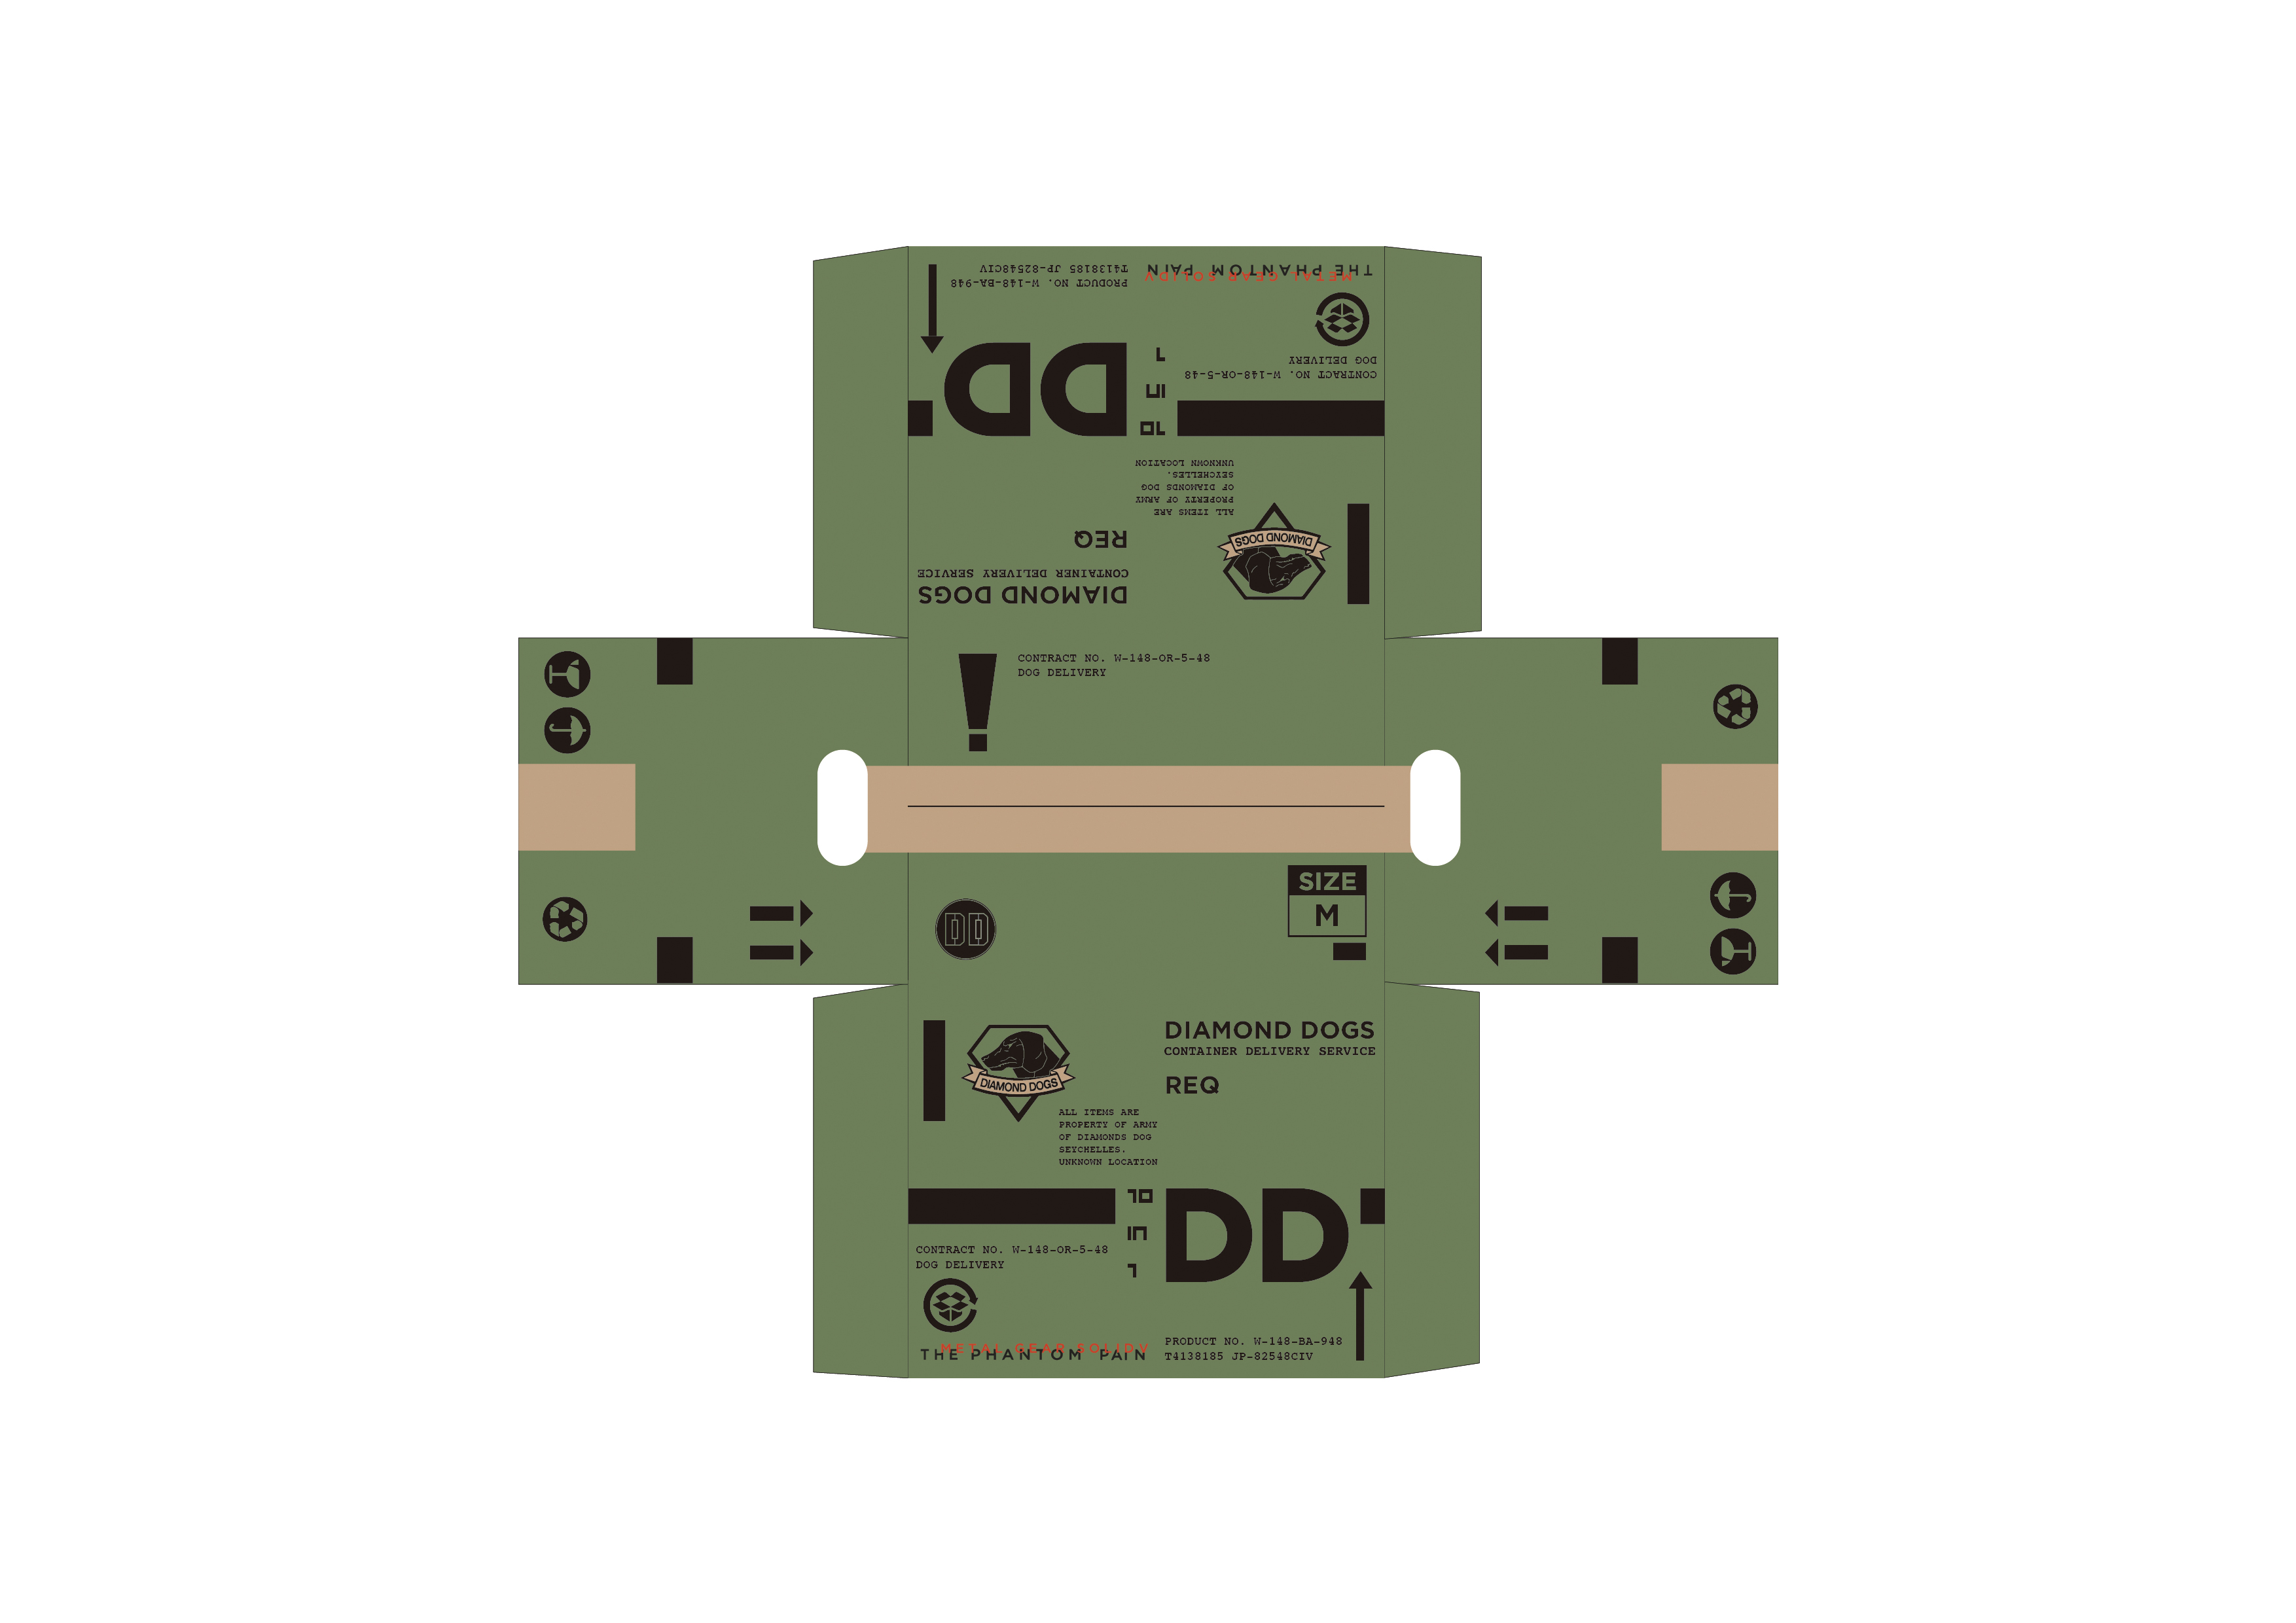 THE PHANTOM PAIN
METAL GEAR SOLIDV
PRODUCT NO. W-148-BA-948
T4138185 JP-82548CIV
DD
CONTRACT NO. W-148-OR-5-48
DOG DELIVERY
ALL ITEMS ARE
PROPERTY OF ARMY
OF DIAMONDS DOG
SEYCHELLES.
UNKNOWN LOCATION
DIAMOND DOGS
REQ
CONTAINER DELIVERY SERVICE
DIAMOND DOGS
CONTRACT NO. W-148-OR-5-48
DOG DELIVERY
!
SIZE
M
DD
DIAMOND DOGS
CONTAINER DELIVERY SERVICE
REQ
DIAMOND DOGS
ALL ITEMS ARE
PROPERTY OF ARMY
OF DIAMONDS DOG
SEYCHELLES.
UNKNOWN LOCATION
DD
CONTRACT NO. W-148-OR-5-48
DOG DELIVERY
METAL GEAR SOLIDV
THE PHANTOM PAIN
PRODUCT NO. W-148-BA-948
T4138185 JP-82548CIV